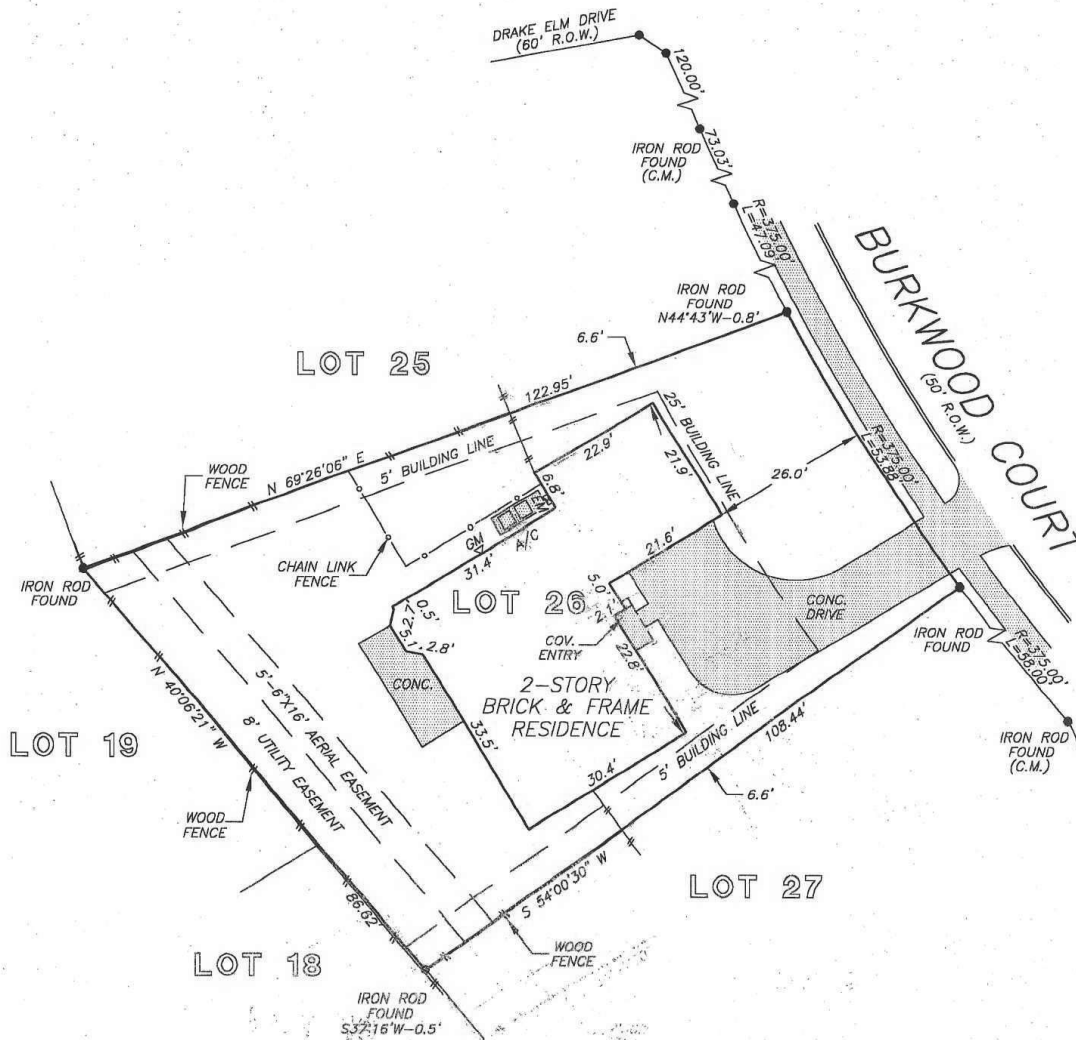 DRAKE ELM DRIVE
(60' R.O.W.)
120.00'
IRON ROD
FOUND
(C.M.)
73.03'
R=375.00'
L=47.09'
BURKWOOD COURT
(50' R.O.W.)
IRON ROD
FOUND
N44°43'W-0.8'
6.6'
LOT 25
122.95'
25' BUILDING LINE
R=375.00'
L=53.88'
5' BUILDING LINE
22.9'
21.9'
26.0'
WOOD
FENCE
N 69°26'06" E
6.8'
EM
A/C
GM
31.4'
21.6'
CHAIN LINK
FENCE
IRON ROD
FOUND
LOT 26
0.5'
2.7'
5.1'
2.8'
5.0'
2.1'
COV.
ENTRY
22.8'
CONC.
DRIVE
IRON ROD
FOUND
R=375.00'
L=58.00'
CONC.
2-STORY
BRICK & FRAME
RESIDENCE
33.5'
5'-6"X16' AERIAL EASEMENT
8' UTILITY EASEMENT
N 40°06'21" W
LOT 19
5' BUILDING LINE
108.44'
IRON ROD
FOUND
(C.M.)
30.4'
6.6'
WOOD
FENCE
86.62'
S 54°00'30" W
LOT 27
WOOD
FENCE
LOT 18
IRON ROD
FOUND
S37°16'W-0.5'